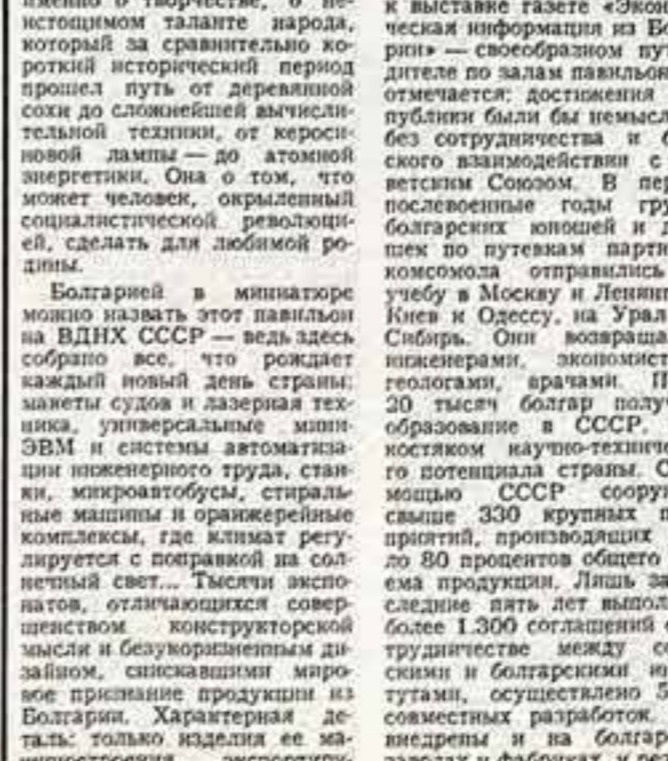 именно о творчестве, о не-
истощимом таланте народа,
который за сравнительно ко-
роткий исторический период
прошел путь от деревянной
сохи до сложнейшей вычисли-
тельной техники, от кероси-
новой лампы — до атомной
энергетики. Она о том, что
может человек, окрыленный
социалистической революци-
ей, сделать для любимой ро-
дины.
Болгарией в миниатюре
можно назвать этот павильон
на ВДНХ СССР — ведь здесь
собрано все, что рождает
каждый новый день страны:
макеты судов и лазерная тех-
ника, универсальные мини-
ЭВМ и системы автоматиза-
ции инженерного труда, стан-
ки, микроавтобусы, стираль-
ные машины и оранжерейные
комплексы, где климат регу-
лируется с поправкой на сол-
нечный свет... Тысячи экспо-
натов, отличающихся совер-
шенством конструкторской
мысли и безукоризненным ди-
зайном, снискавшими миро-
вое признание продукции из
Болгарии. Характерная де-
таль: только изделия ее ма-
шиностроения экспортиру-
к выставке газете «Эконо
ческая информация из Бо
рии» — своеобразном пу
дителе по залам павильон
отмечается: достижения
публики были бы немысл
без сотрудничества и б
ского взаимодействия с
ветским Союзом. В пе
послевоенные годы гру
болгарских юношей и д
шек по путевкам парти
комсомола отправились
учебу в Москву и Ленин
Киев и Одессу, на Урал
Сибирь. Они возвраща
инженерами, экономист
геологами, врачами. П
20 тысяч болгар получ
образование в СССР,
костяком научно-техниче
го потенциала страны. С
мощью СССР сооруж
свыше 330 крупных п
приятий, производящих
ло 80 процентов общего
ема продукции. Лишь за
следние пять лет выпол
более 1.300 соглашений о
трудничестве между со
скими и болгарскими и
тутами, осуществлено
совместных разработок.
внедрены и на болгар
заводах и фабриках, и